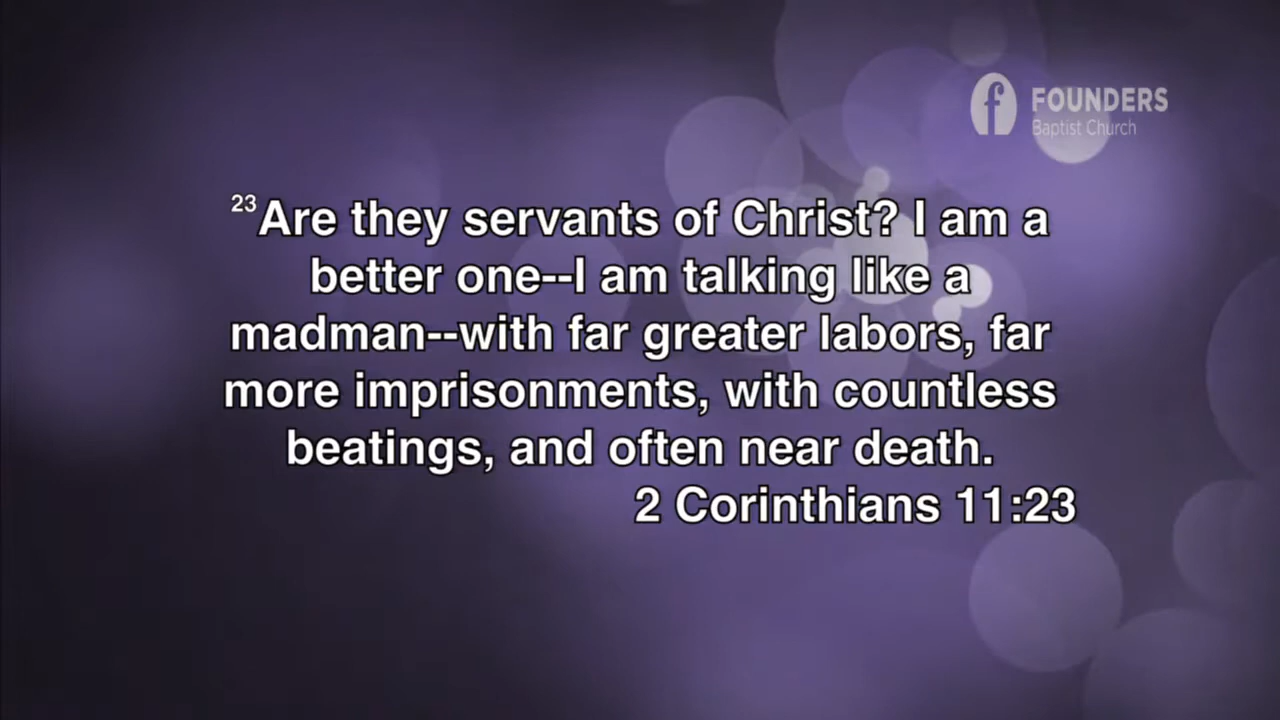 FOUNDERS
Baptist Church
23Are they servants of Christ? I am a
better one--I am talking like a
madman--with far greater labors, far
more imprisonments, with countless
beatings, and often near death.
2 Corinthians 11:23